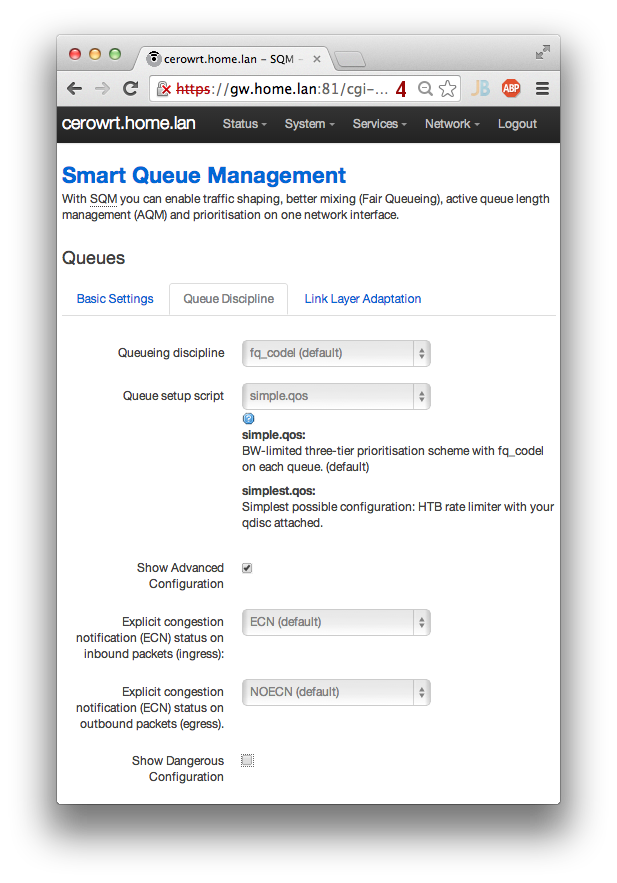 cerowrt.home.lan – SQM –
https://gw.home.lan:81/cgi-... 4 JB ABP
cerowrt.home.lan Status System Services Network Logout
Smart Queue Management
With SQM you can enable traffic shaping, better mixing (Fair Queueing), active queue length
management (AQM) and prioritisation on one network interface.
Queues
Basic Settings Queue Discipline Link Layer Adaptation
Queueing discipline fq_codel (default)
Queue setup script simple.qos
?
simple.qos:
BW-limited three-tier prioritisation scheme with fq_codel
on each queue. (default)
simplest.qos:
Simplest possible configuration: HTB rate limiter with your
qdisc attached.
Show Advanced
Configuration
Explicit congestion
notification (ECN) status on
inbound packets (ingress):
ECN (default)
Explicit congestion
notification (ECN) status on
outbound packets (egress).
NOECN (default)
Show Dangerous
Configuration